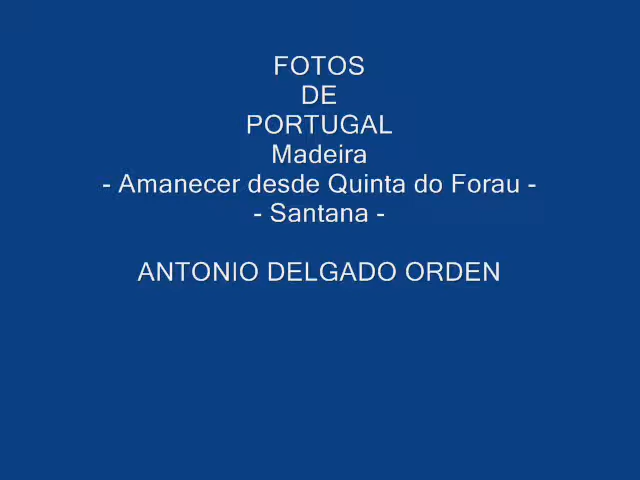 FOTOS
DE
PORTUGAL
Madeira
- Amanecer desde Quinta do Forau -
- Santana -
ANTONIO DELGADO ORDEN